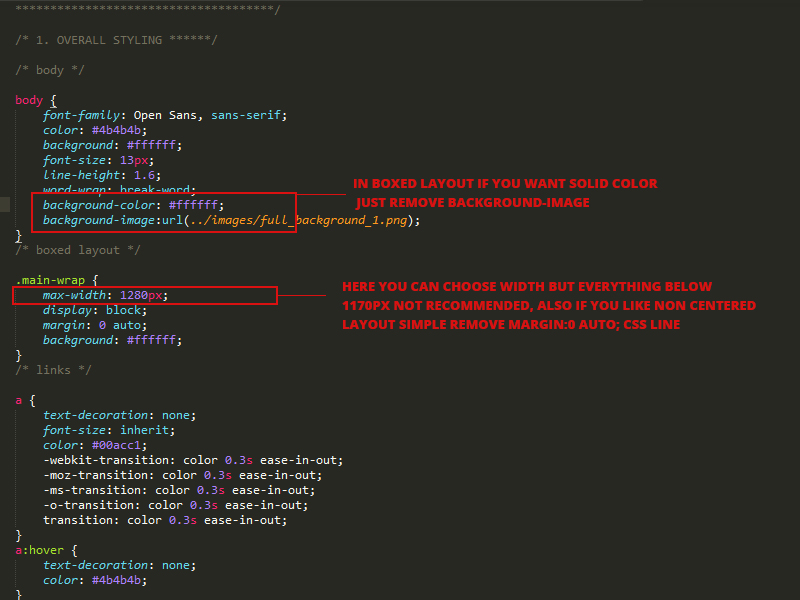 *************************************/
/* 1. OVERALL STYLING ******/
/* body */
body {
font-family: Open Sans, sans-serif;
color: #4b4b4b;
background: #ffffff;
font-size: 13px;
line-height: 1.6;
word-wrap: break-word;
background-color: #ffffff;
background-image:url(../images/full_background_1.png);
}
IN BOXED LAYOUT IF YOU WANT SOLID COLOR
JUST REMOVE BACKGROUND-IMAGE
/* boxed layout */
.main-wrap {
max-width: 1280px;
display: block;
margin: 0 auto;
background: #ffffff;
}
HERE YOU CAN CHOOSE WIDTH BUT EVERYTHING BELOW
1170PX NOT RECOMMENDED, ALSO IF YOU LIKE NON CENTERED
LAYOUT SIMPLE REMOVE MARGIN:0 AUTO; CSS LINE
/* links */
a {
text-decoration: none;
font-size: inherit;
color: #00acc1;
-webkit-transition: color 0.3s ease-in-out;
-moz-transition: color 0.3s ease-in-out;
-ms-transition: color 0.3s ease-in-out;
-o-transition: color 0.3s ease-in-out;
transition: color 0.3s ease-in-out;
}
a:hover {
text-decoration: none;
color: #4b4b4b;
}